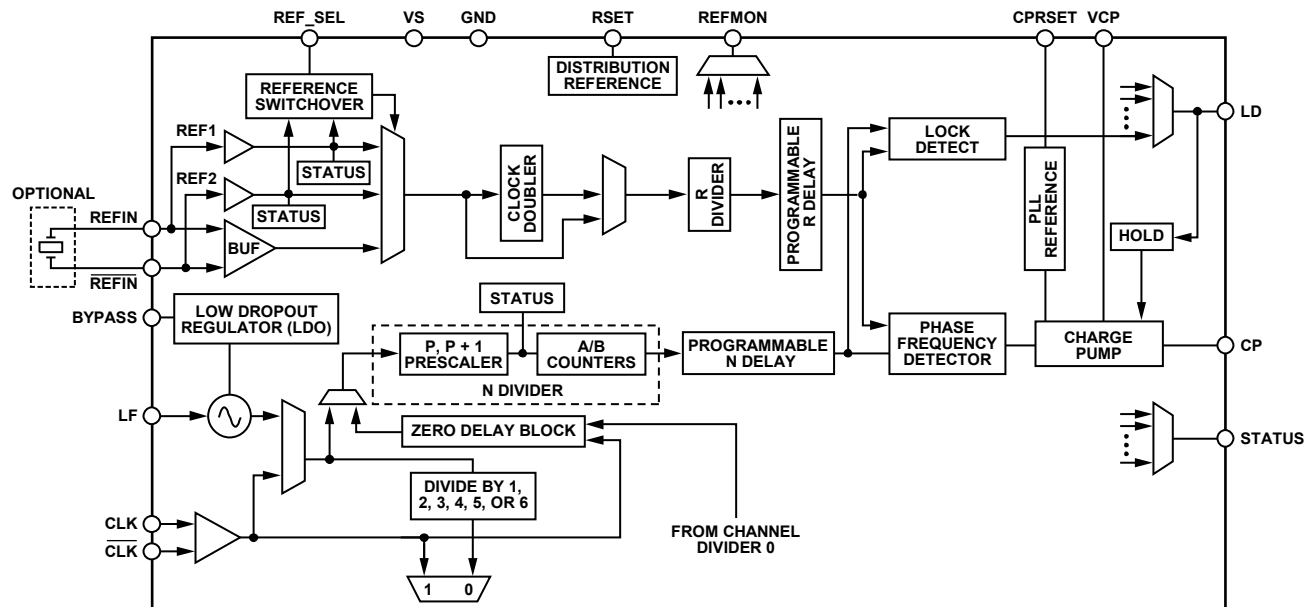 REF_SEL
VS
GND
RSET
REFMON
CPRSET
VCP
DISTRIBUTION
REFERENCE
REFERENCE
SWITCHOVER
REF1
STATUS
REF2
STATUS
OPTIONAL
REFIN
REFIN
BUF
CLOCK
DOUBLER
R
DIVIDER
PROGRAMMABLE
R DELAY
LOCK
DETECT
PLL
REFERENCE
LD
HOLD
BYPASS
LOW DROPOUT
REGULATOR (LDO)
STATUS
P, P + 1
PRESCALER
A/B
COUNTERS
N DIVIDER
PROGRAMMABLE
N DELAY
PHASE
FREQUENCY
DETECTOR
CHARGE
PUMP
CP
LF
ZERO DELAY BLOCK
STATUS
DIVIDE BY 1,
2, 3, 4, 5, OR 6
CLK
CLK
FROM CHANNEL
DIVIDER 0
1 0